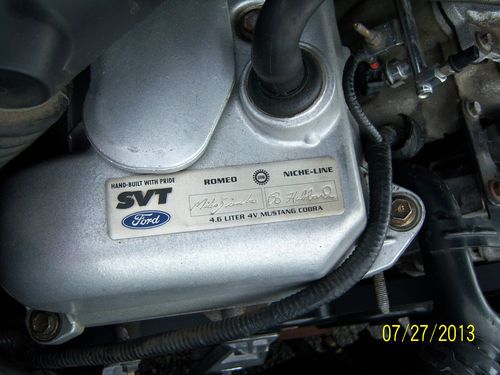 HAND-BUILT WITH PRIDE
SVT
Ford
ROMEO NICHE-LINE
4.6 LITER 4V MUSTANG COBRA
07/27/2013